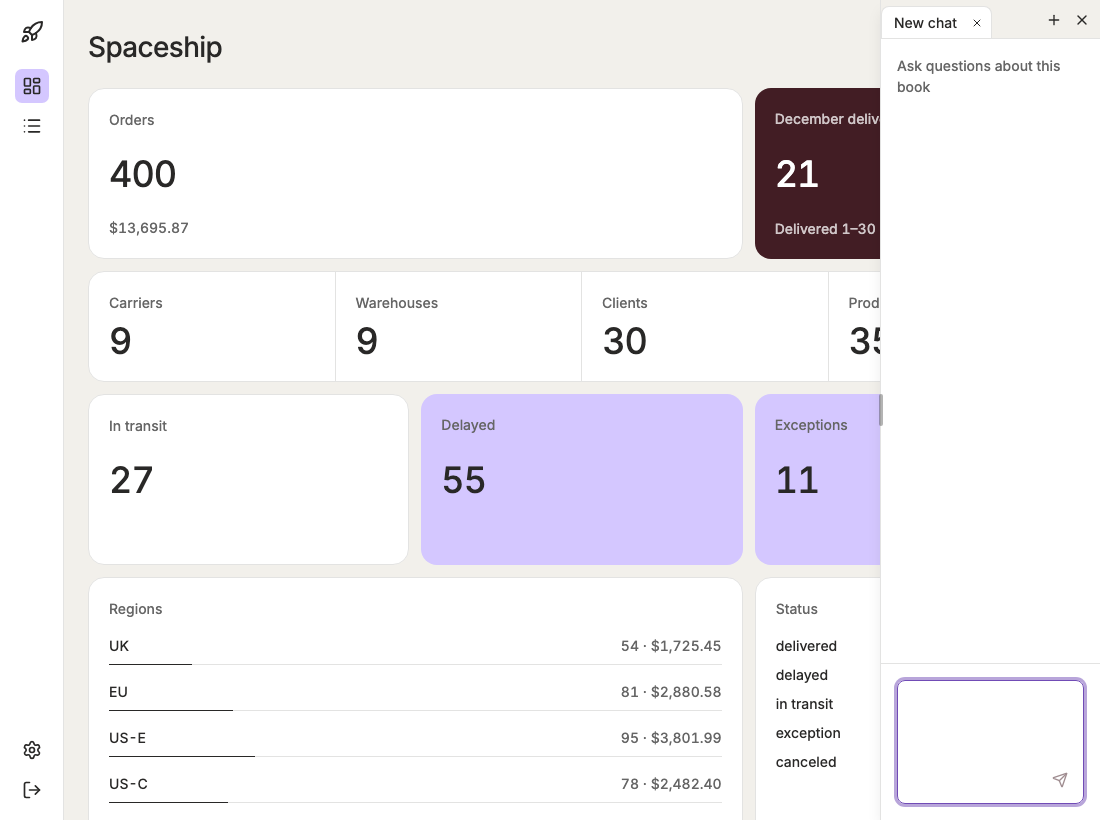 Spaceship
New chat
Ask questions about this
book
Orders
400
$13,695.87
December
21
Delivered 1–30
Carriers
9
Warehouses
9
Clients
30
In transit
27
Delayed
55
Exceptions
11
Regions
UK
54 · $1,725.45
EU
81 · $2,880.58
US-E
95 · $3,801.99
US-C
78 · $2,482.40
Status
delivered
delayed
in transit
exception
canceled